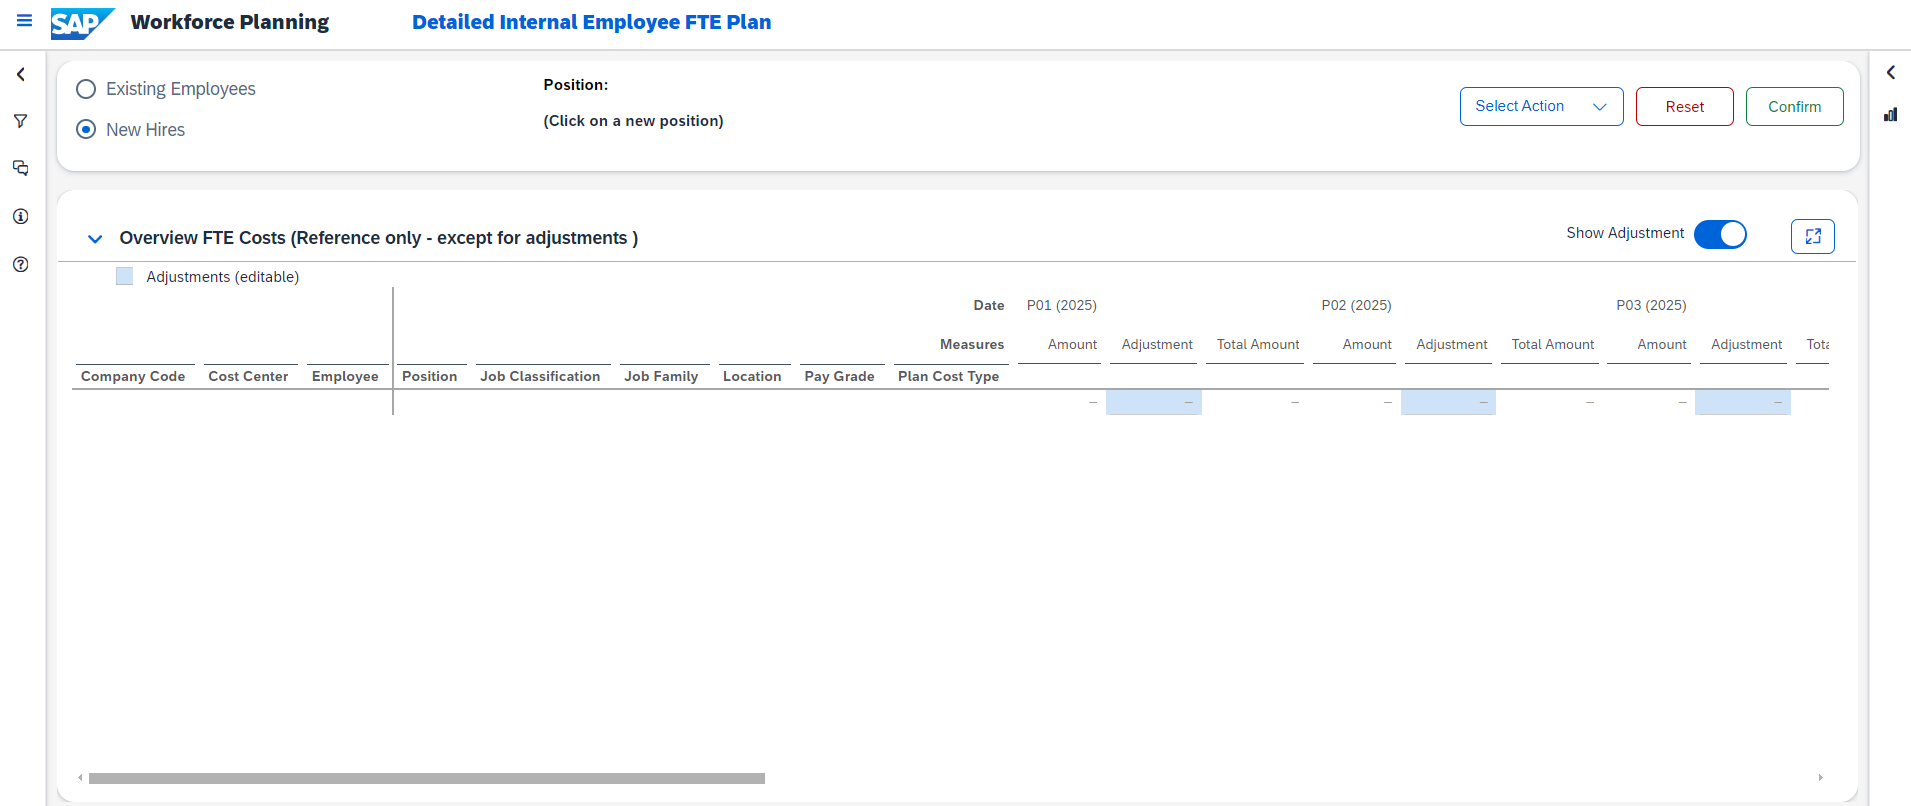 SAP Workforce Planning Detailed Internal Employee FTE Plan
Existing Employees
New Hires
Position:
(Click on a new position)
Select Action Reset Confirm
Overview FTE Costs (Reference only - except for adjustments )
Show Adjustment
Adjustments (editable)
Date P01 (2025) P02 (2025) P03 (2025)
Measures Amount Adjustment Total Amount Amount Adjustment Total Amount Amount Adjustment Tota
Company Code Cost Center Employee Position Job Classification Job Family Location Pay Grade Plan Cost Type
– – – – – – – –